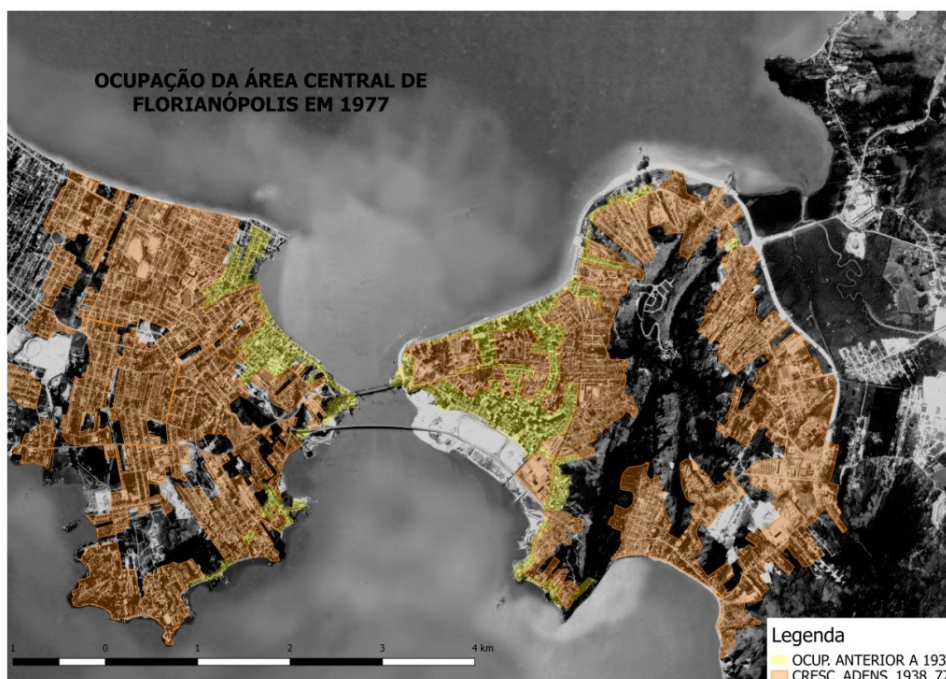 OCUPAÇÃO DA ÁREA CENTRAL DE
FLORIANÓPOLIS EM 1977
1 0 1 2 3 4 km
Legenda
OCUP. ANTERIOR A 193
CRESC. ADENS. 1938 77